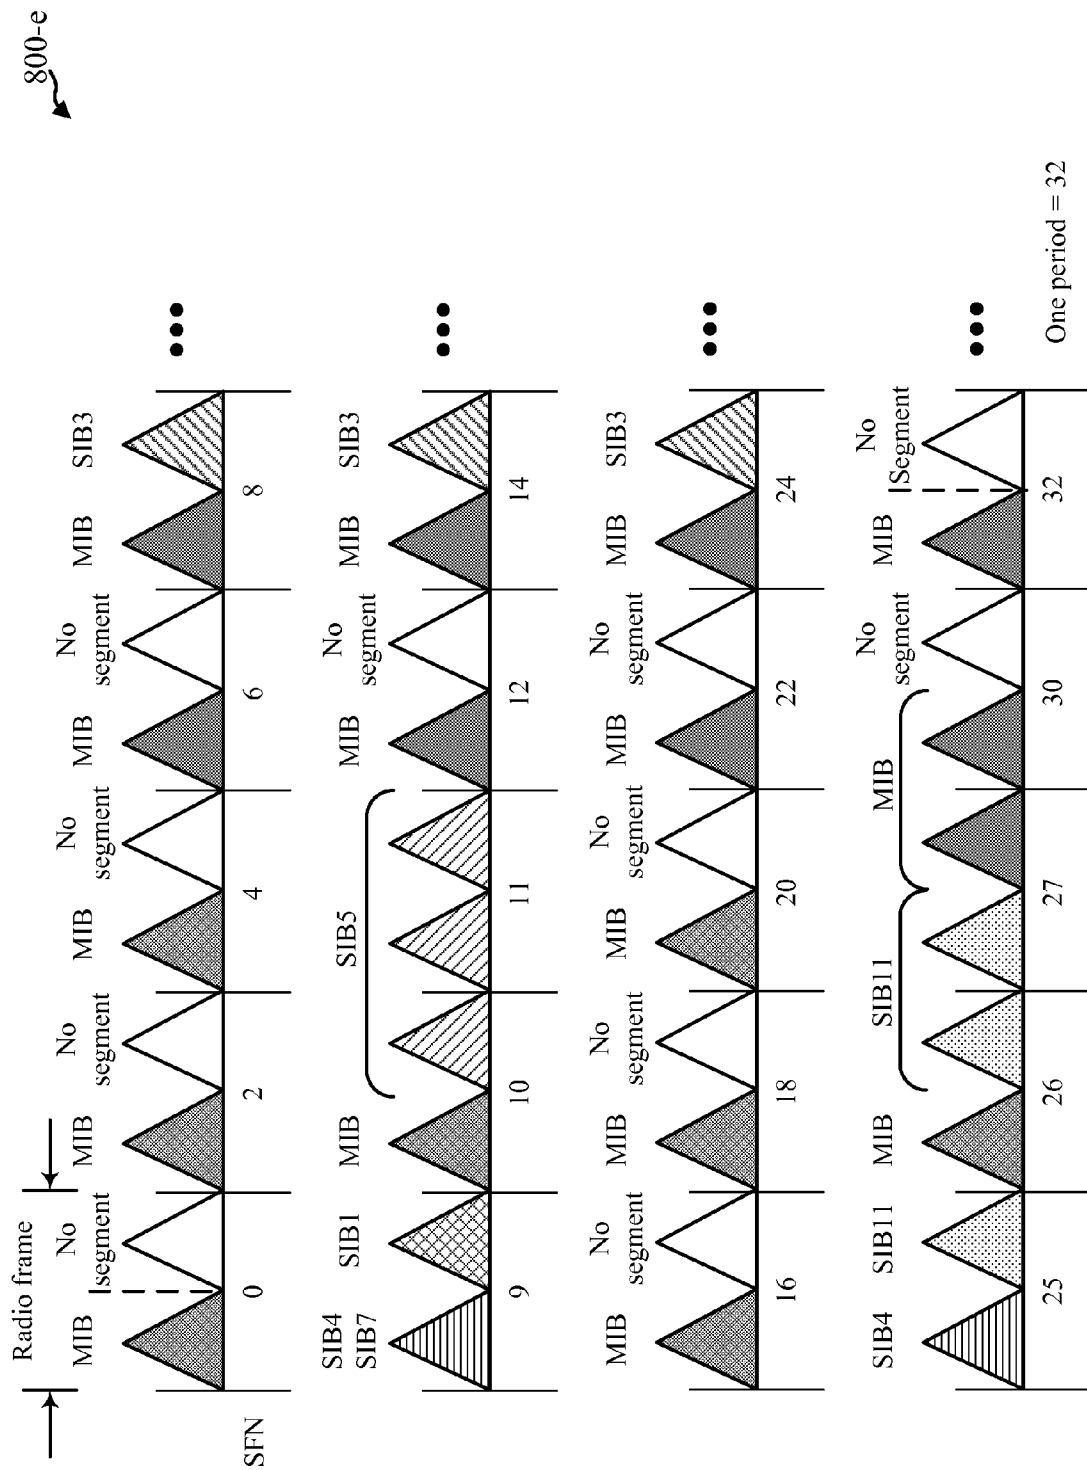 800-e
Radio frame
MIB
No
segment
MIB
No
segment
MIB
No
segment
MIB
No
segment
MIB
SIB3
SFN
0
2
4
6
8
SIB4
SIB7
SIB1
MIB
SIB5
MIB
No
segment
MIB
SIB3
9
10
11
12
14
MIB
No
segment
MIB
No
segment
MIB
No
segment
MIB
No
segment
MIB
SIB3
16
18
20
22
24
SIB4
SIB11
MIB
SIB11
MIB
No
segment
MIB
No
Segment
25
26
27
30
32
One period = 32